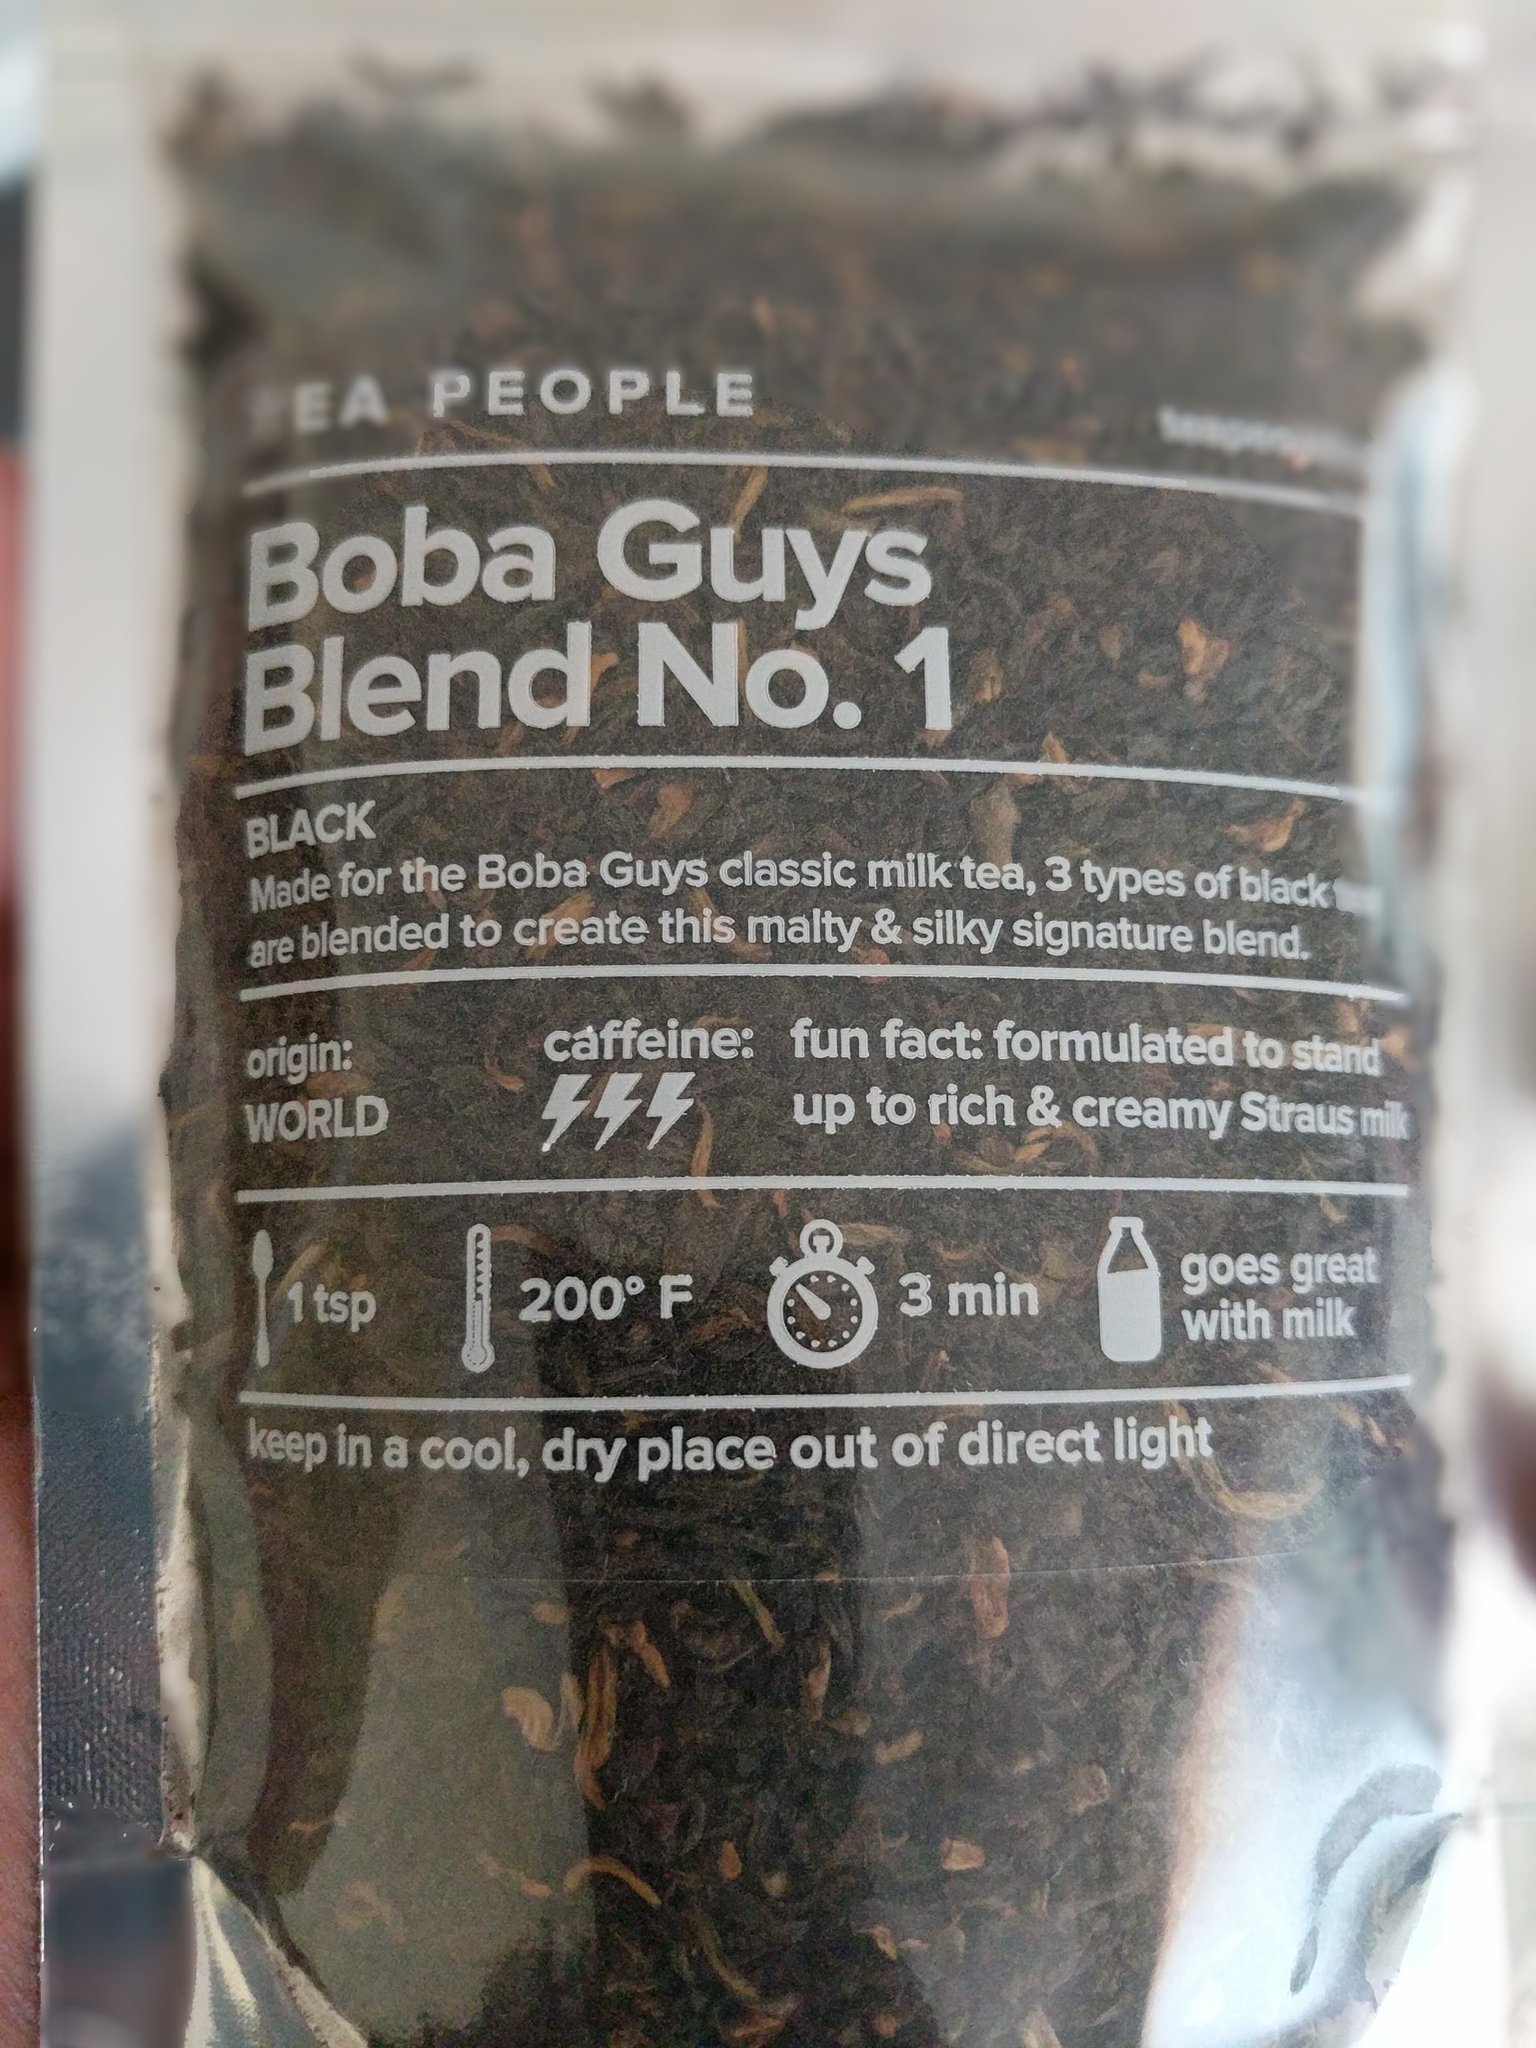 TEA PEOPLE
Boba Guys
Blend No. 1
BLACK
Made for the Boba Guys classic milk tea, 3 types of black tea
are blended to create this malty & silky signature blend.
origin:
WORLD
caffeine:
fun fact: formulated to stand
up to rich & creamy Straus milk
1 tsp
200° F
3 min
goes great
with milk
keep in a cool, dry place out of direct light